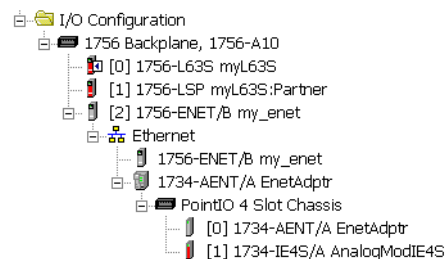 I/O Configuration
1756 Backplane, 1756-A10
[0] 1756-L63S myL63S
[1] 1756-LSP myL63S:Partner
[2] 1756-ENET/B my_enet
Ethernet
1756-ENET/B my_enet
1734-AENT/A EnetAdptr
PointIO 4 Slot Chassis
[0] 1734-AENT/A EnetAdptr
[1] 1734-IE4S/A AnalogModIE4S